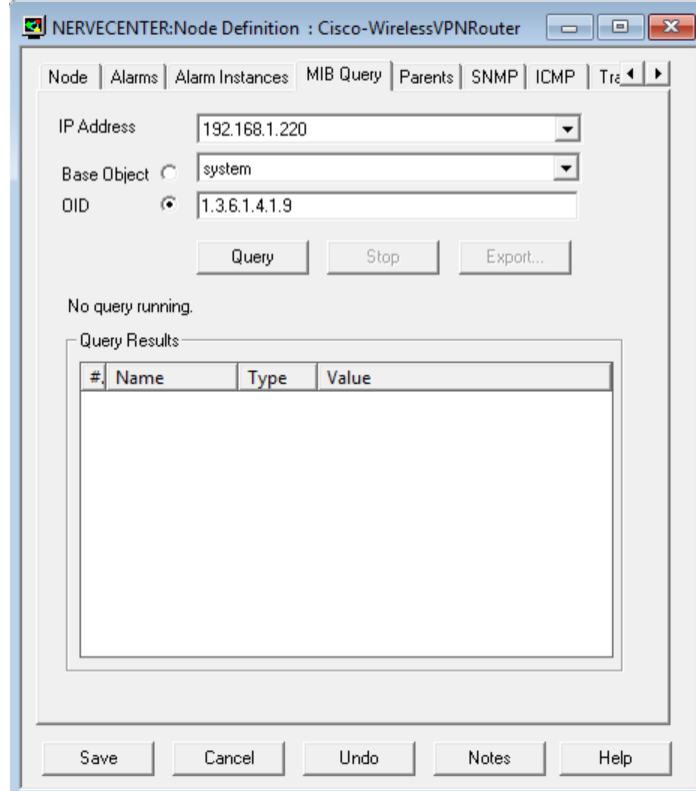 NERVECENTER:Node Definition : Cisco-WirelessVPNRouter
Node Alarms Alarm Instances MIB Query Parents SNMP ICMP
IP Address 192.168.1.220
Base Object system
OID 1.3.6.1.4.1.9
Query Stop Export...
No query running.
Query Results
#. Name Type Value
Save Cancel Undo Notes Help